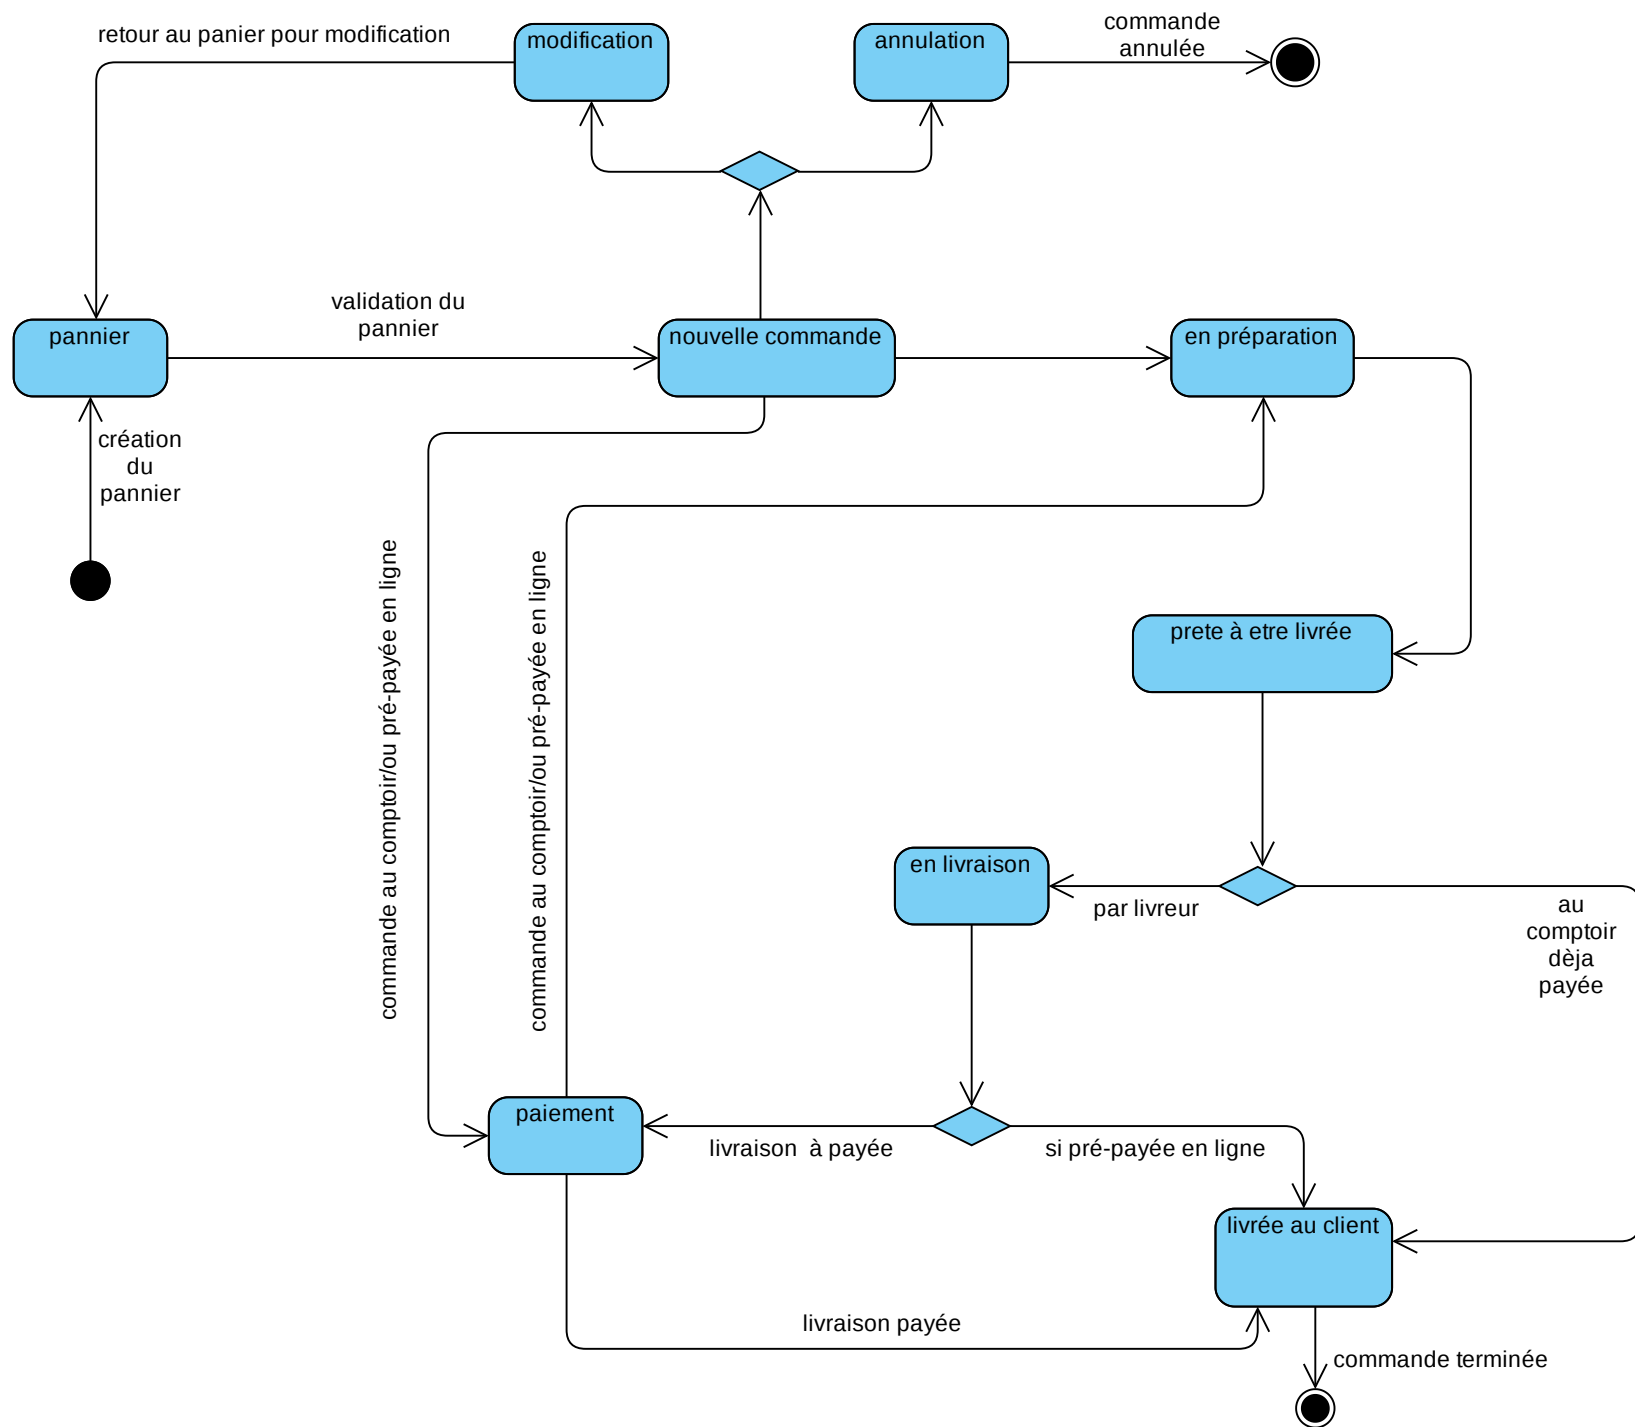 commande
annulée
retour au panier pour modification
modification
annulation
validation du
pannier
pannier
nouvelle commande
en préparation
création
du
pannier
commande au comptoir/ou pré-payée en ligne
commande au comptoir/ou pré-payée en ligne
prete à etre livrée
en livraison
par livreur
au
comptoir
dèja
payée
paiement
livraison  à payée
si pré-payée en ligne
livrée au client
livraison payée
commande terminée